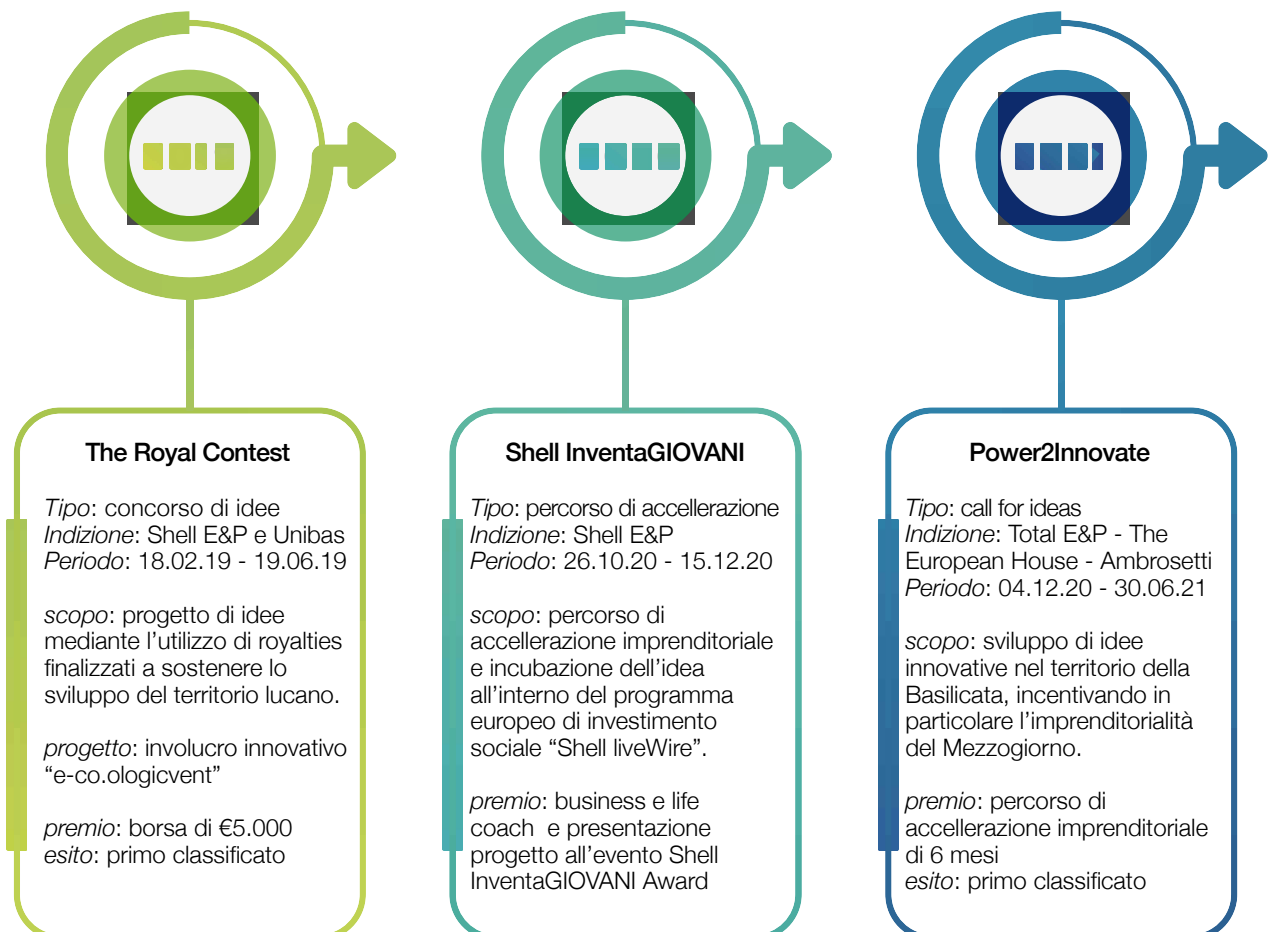 The Royal Contest
Tipo: concorso di idee
Indizione: Shell E&P e Unibas
Periodo: 18.02.19 - 19.06.19
scopo: progetto di idee
mediante l’utilizzo di royalties
finalizzati a sostenere lo
sviluppo del territorio lucano.
progetto: involucro innovativo
“e-co.ologicvent”
premio: borsa di €5.000
esito: primo classificato
Shell InventaGIOVANI
Tipo: percorso di accellerazione
Indizione: Shell E&P
Periodo: 26.10.20 - 15.12.20
scopo: percorso di
accellerazione imprenditoriale
e incubazione dell’idea
all’interno del programma
europeo di investimento
sociale “Shell liveWire”.
premio: business e life
coach e presentazione
progetto all’evento Shell
InventaGIOVANI Award
Power2Innovate
Tipo: call for ideas
Indizione: Total E&P - The
European House - Ambrosetti
Periodo: 04.12.20 - 30.06.21
scopo: sviluppo di idee
innovative nel territorio della
Basilicata, incentivando in
particolare l’imprenditorialità
del Mezzogiorno.
premio: percorso di
accellerazione imprenditoriale
di 6 mesi
esito: primo classificato